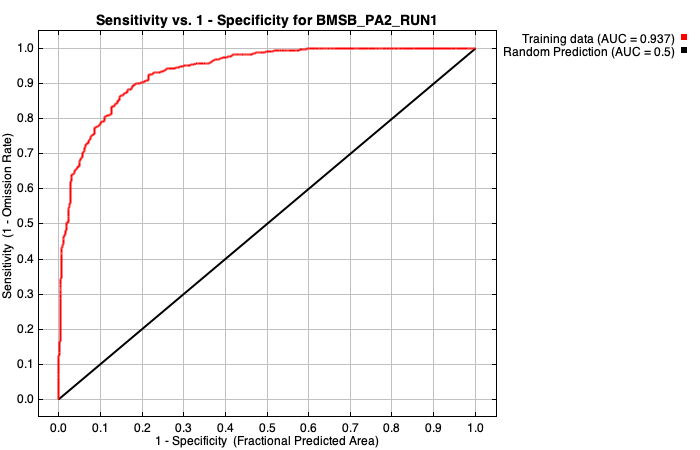 Sensitivity vs. 1 - Specificity for BMSB_PA2_RUN1
Training data (AUC = 0.937)
Random Prediction (AUC = 0.5)
Sensitivity (1 - Omission Rate)
1.0
0.9
0.8
0.7
0.6
0.5
0.4
0.3
0.2
0.1
0.0
0.0 0.1 0.2 0.3 0.4 0.5 0.6 0.7 0.8 0.9 1.0
1 - Specificity (Fractional Predicted Area)